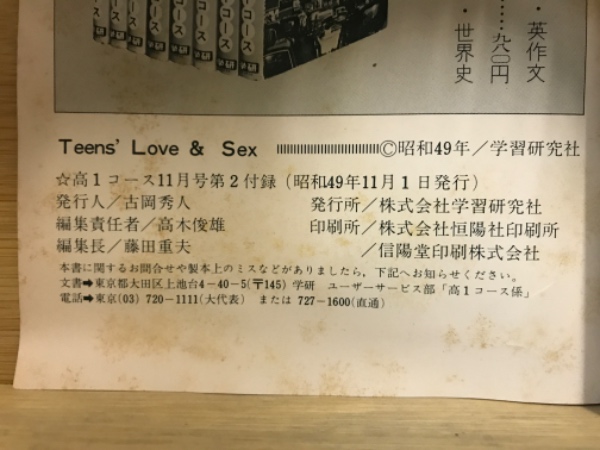 ・英作文
……九八〇円
・世界史
コース
コース
コース
Teens' Love & Sex ©昭和49年／学習研究社
☆高1コース11月号第2付録（昭和49年11月1日発行）
発行人／古岡秀人 発行所／株式会社学習研究社
編集責任者／高木俊雄 印刷所／株式会社恒陽社印刷所
編集長／藤田重夫 ／信陽堂印刷株式会社
本書に関するお問合せや製本上のミスなどがありましたら，下記へお知らせください。
文書➡東京都大田区上池台4－40－5(〒145) 学研 ユーザーサービス部「高1コース係」
電話➡東京(03) 720－1111(大代表) または 727－1600(直通)